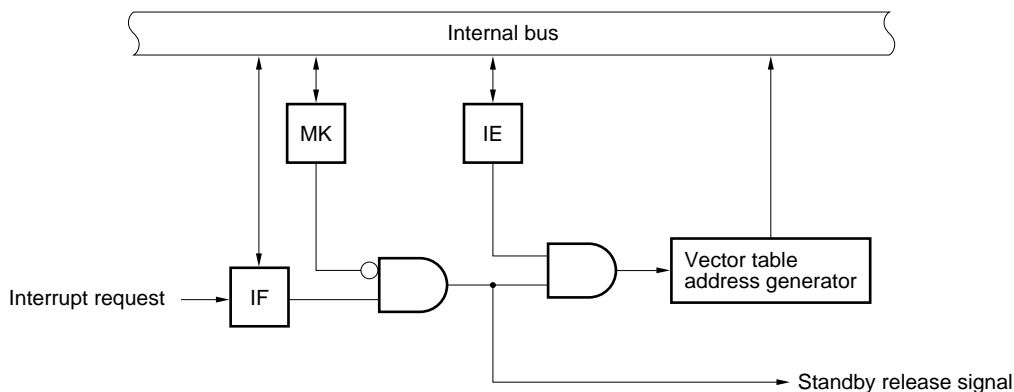 Internal bus
MK
IE
Vector table
address generator
Interrupt request
IF
Standby release signal